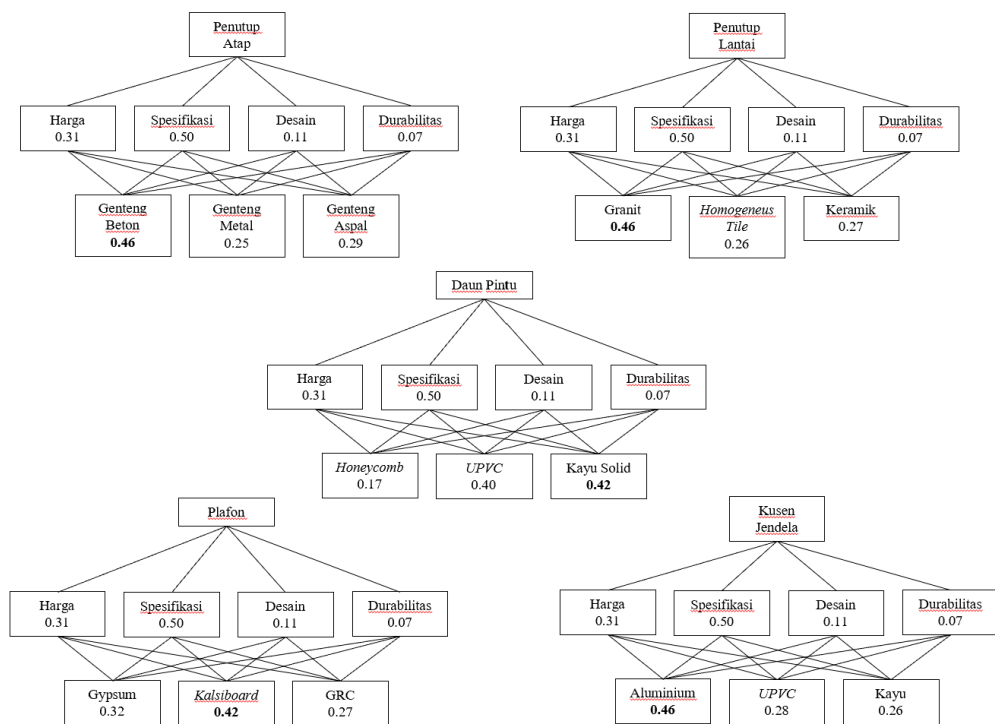 Penutup
Atap
Harga
0.31
Spesifikasi
0.50
Desain
0.11
Durabilitas
0.07
Genteng
Beton
0.46
Genteng
Metal
0.25
Genteng
Aspal
0.29
Penutup
Lantai
Harga
0.31
Spesifikasi
0.50
Desain
0.11
Durabilitas
0.07
Granit
0.46
Homogeneus
Tile
0.26
Keramik
0.27
Daun Pintu
Harga
0.31
Spesifikasi
0.50
Desain
0.11
Durabilitas
0.07
Honeycomb
0.17
UPVC
0.40
Kayu Solid
0.42
Plafon
Harga
0.31
Spesifikasi
0.50
Desain
0.11
Durabilitas
0.07
Gypsum
0.32
Kalsiboard
0.42
GRC
0.27
Kusen
Jendela
Harga
0.31
Spesifikasi
0.50
Desain
0.11
Durabilitas
0.07
Aluminium
0.46
UPVC
0.28
Kayu
0.26